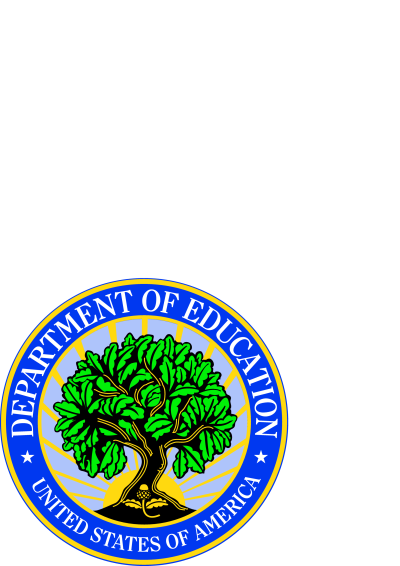 DEPARTMENT OF EDUCATION
UNITED STATES OF AMERICA